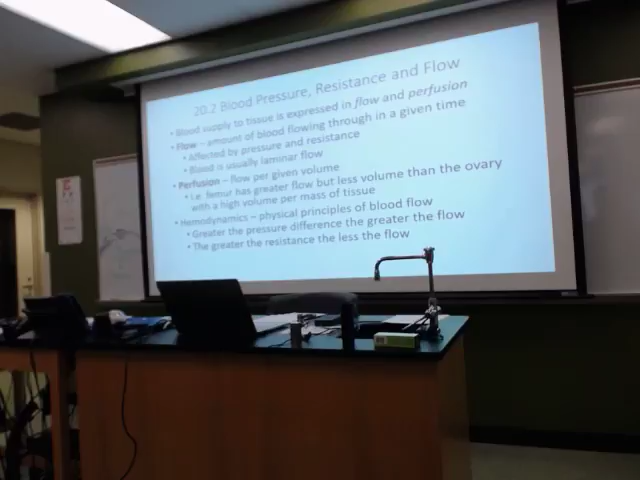 20.2 Blood Pressure, Resistance and Flow
• Blood supply to tissue is expressed in flow and perfusion
• Flow – amount of blood flowing through in a given time
• Affected by pressure and resistance
• Blood is usually laminar flow
• Perfusion – flow per given volume
• i.e. femur has greater flow but less volume than the ovary
with a high volume per mass of tissue
• Hemodynamics – physical principles of blood flow
• Greater the pressure difference the greater the flow
• The greater the resistance the less the flow